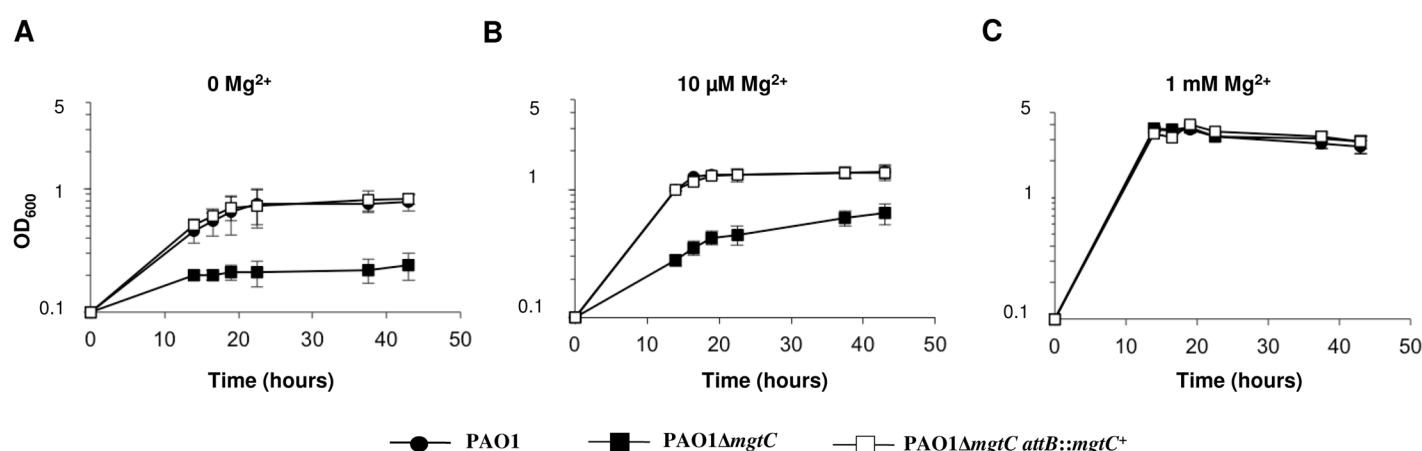 A
B
C
0 Mg²⁺
10 µM Mg²⁺
1 mM Mg²⁺
OD₆₀₀
5
1
0.1
0 10 20 30 40 50
Time (hours)
5
1
0.1
0 10 20 30 40 50
Time (hours)
5
1
0.1
0 10 20 30 40 50
Time (hours)
PAO1 PAO1ΔmgtC PAO1ΔmgtC attB::mgtC⁺